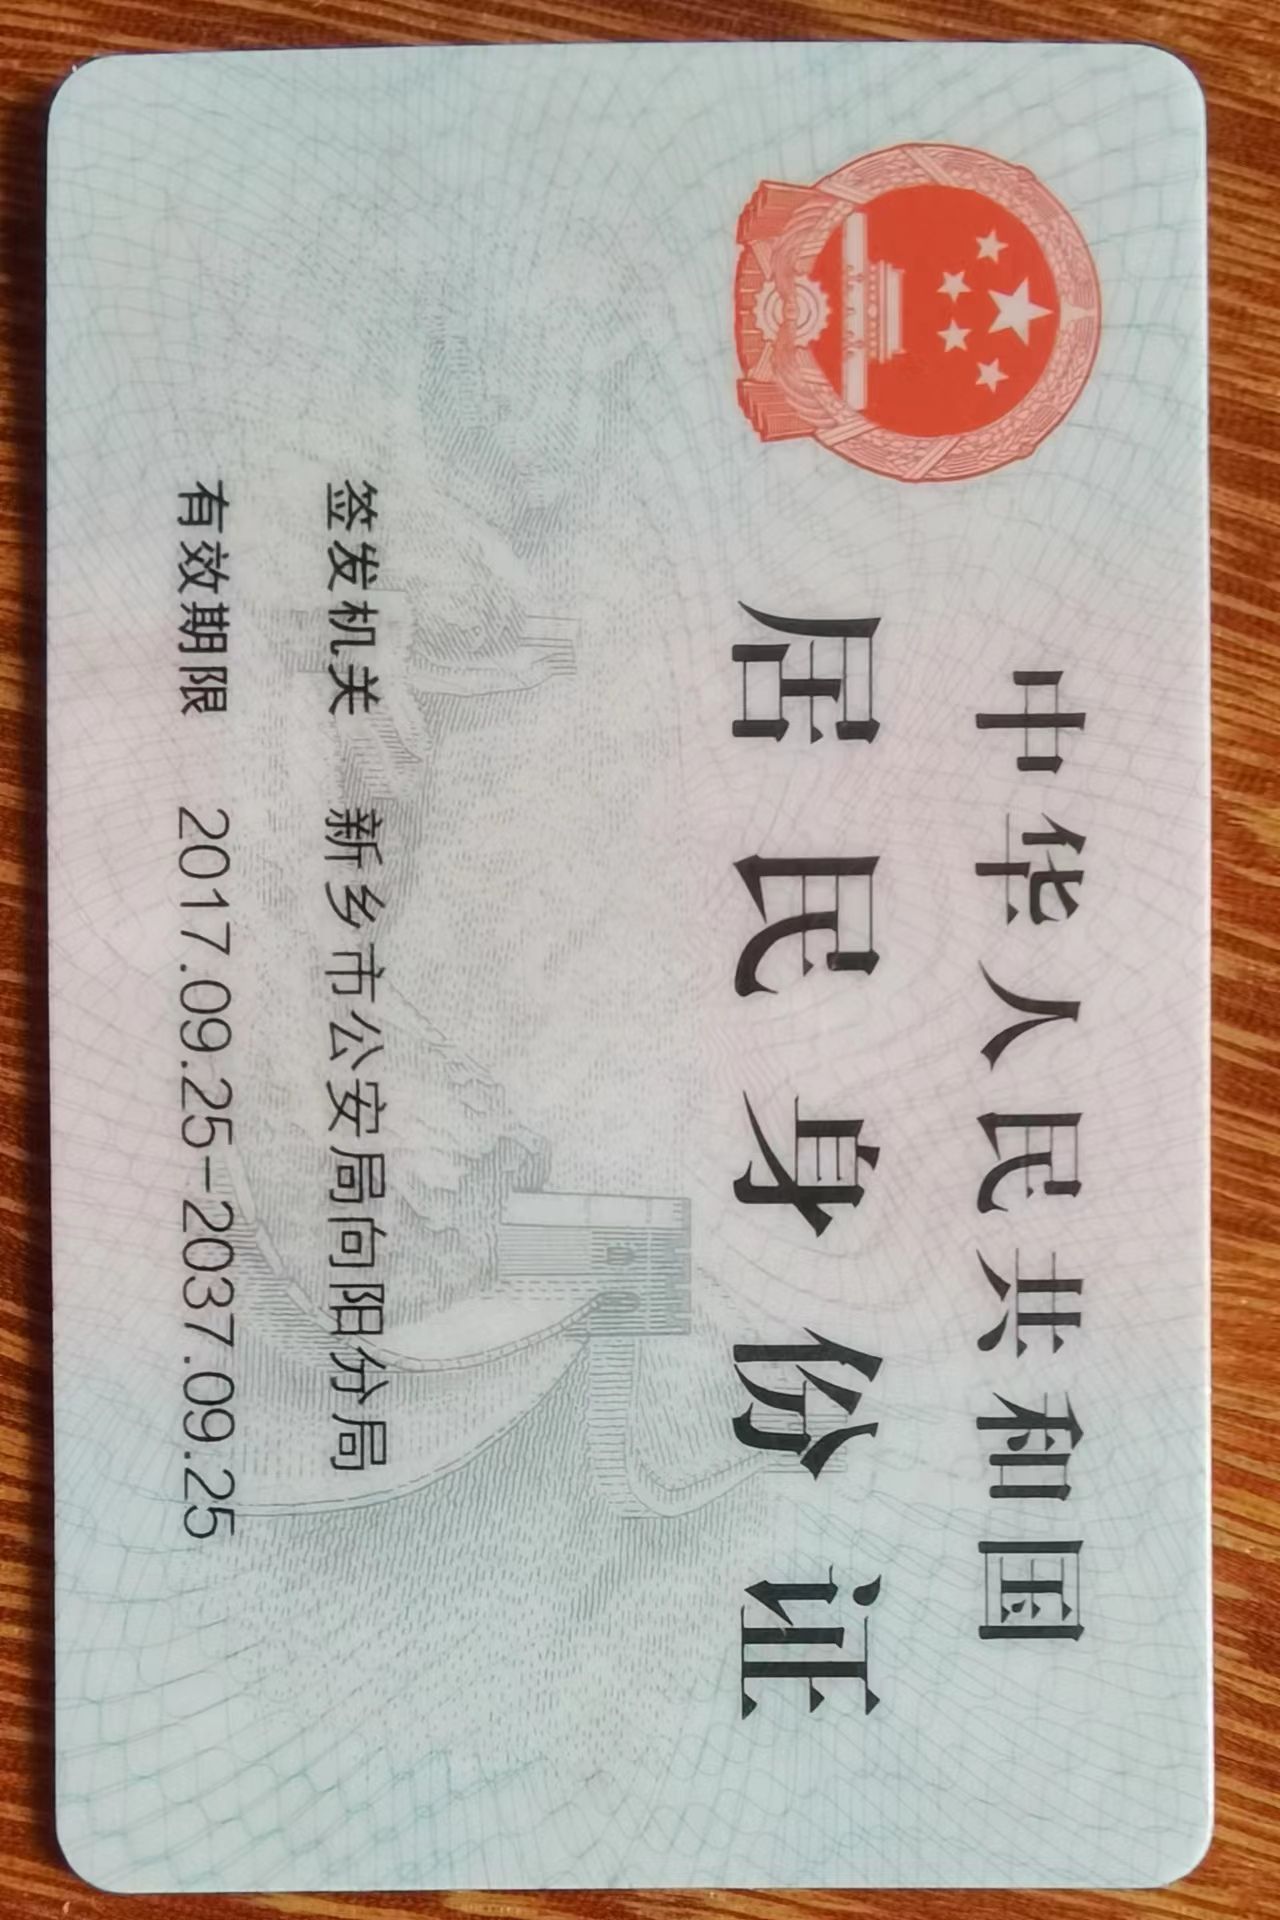 中华人民共和国
居民身份证
签发机关 新乡市公安局向阳分局
有效期限 2017.09.25-2037.09.25